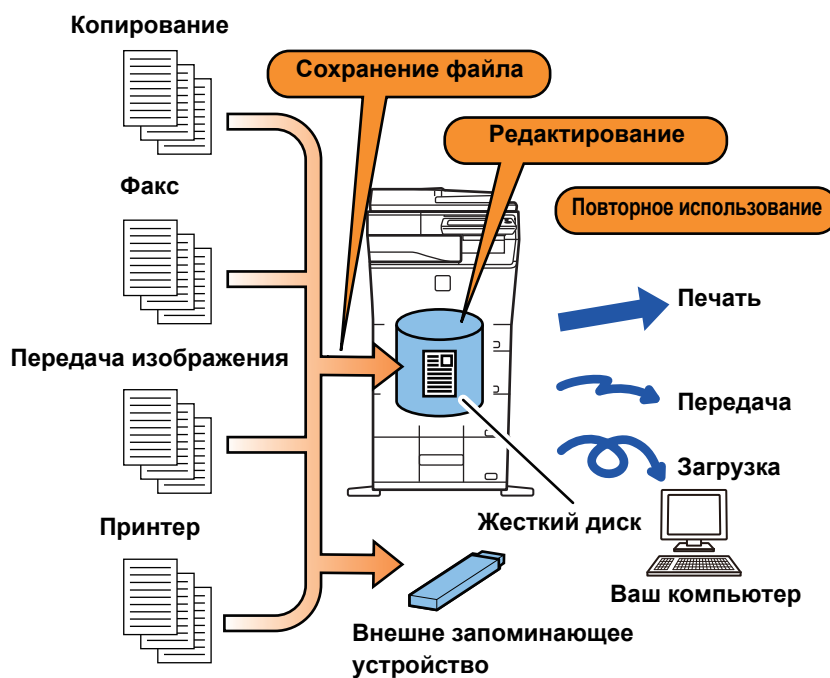 Копирование
Сохранение файла
Редактирование
Факс
Повторное использование
Печать
Передача изображения
Передача
Загрузка
Принтер
Жесткий диск
Ваш компьютер
Внешне запоминающее
устройство